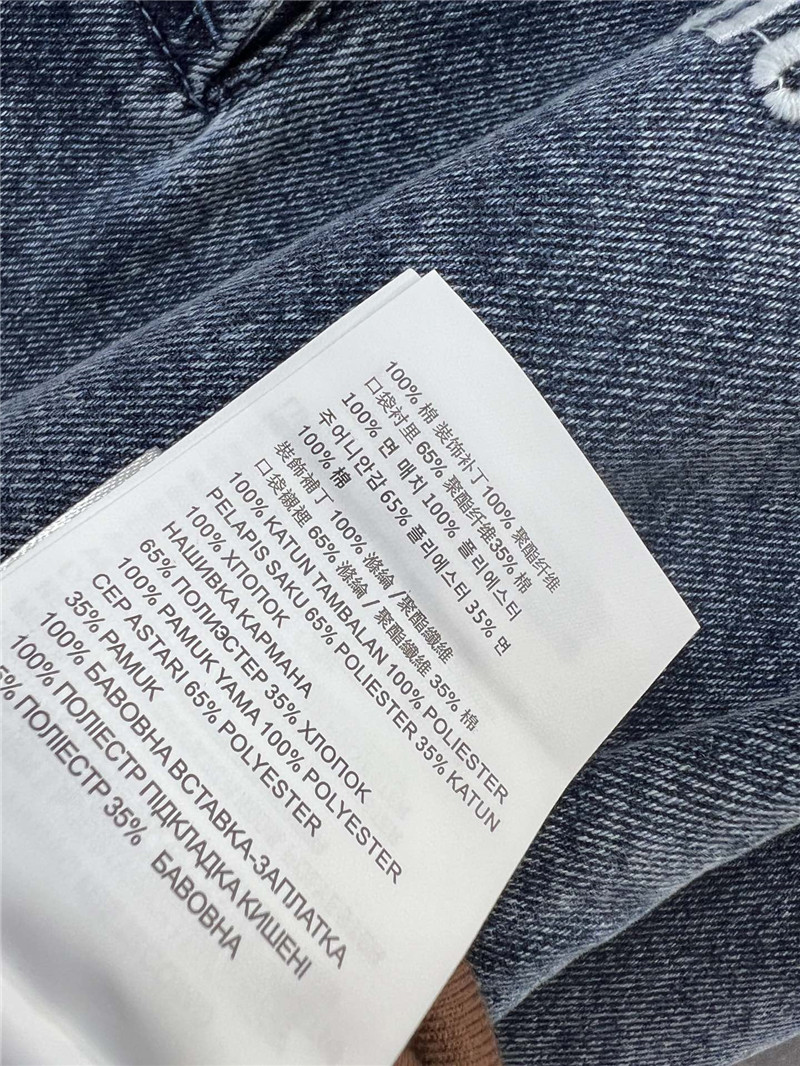 100% 棉 装饰补丁 100% 聚酯纤维
口袋衬里 65% 聚酯纤维35% 棉
100% 면 매치 100% 폴리에스터
주머니안감 65% 폴리에스터 35% 면
100% 棉
裝飾補丁 100% 滌綸 / 聚酯纖維
口袋襯裡 65% 滌綸 / 聚酯纖維 35% 棉
100% KATUN TAMBALAN 100% POLIESTER
PELAPIS SAKU 65% POLIESTER 35% KATUN
100% ХЛОПОК
НАШИВКА КАРМАНА
65% ПОЛИЭСТЕР 35% ХЛОПОК
100% PAMUK YAMA 100% POLYESTER
CEP ASTARI 65% POLYESTER
35% PAMUK
100% БАВОВНА ВСТАВКА-ЗАПЛАТКА
100% ПОЛІЕСТР ПІДКЛАДКА КИШЕНІ
5% ПОЛІЕСТР 35% БАВОВНА